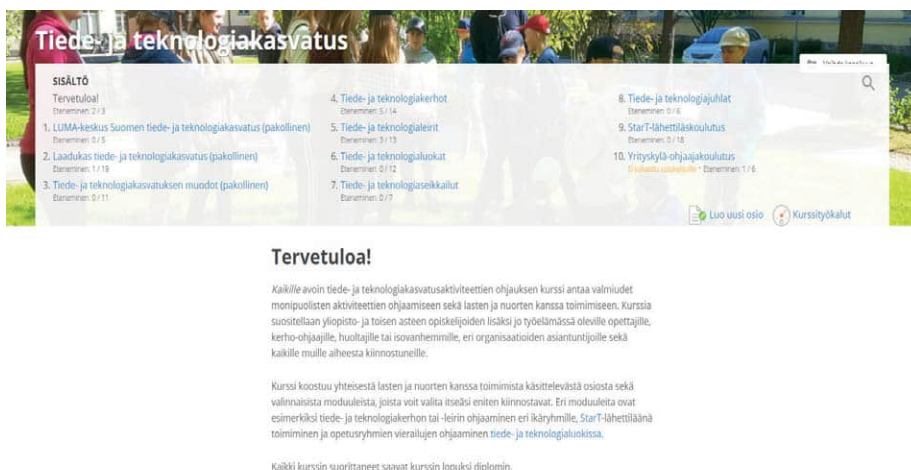 Tiede- ja teknologiakasvatus
SISÄLTÖ
Tervetuloa!
Eteneminen: 2 / 3
1. LUMA-keskus Suomen tiede- ja teknologiakasvatus (pakollinen)
Eteneminen: 0 / 5
2. Laadukas tiede- ja teknologiakasvatus (pakollinen)
Eteneminen: 1 / 19
3. Tiede- ja teknologiakasvatuksen muodot (pakollinen)
Eteneminen: 0 / 11
4. Tiede- ja teknologiakerhot
Eteneminen: 5 / 14
5. Tiede- ja teknologialeirit
Eteneminen: 3 / 13
6. Tiede- ja teknologialuokat
Eteneminen: 0 / 12
7. Tiede- ja teknologiaseikkailut
Eteneminen: 0 / 7
8. Tiede- ja teknologiajuhlat
Eteneminen: 0 / 6
9. StarT-lähettiläskoulutus
Eteneminen: 0 / 18
10. Yrityskylä-ohjaajakoulutus
Eteneminen: 1 / 6
Luo uusi osio
Kurssityökalut
Tervetuloa!
Kaikille avoin tiede- ja teknologiakasvatusaktiviteettien ohjauksen kurssi antaa valmiudet
monipuolisten aktiviteettien ohjaamiseen sekä lasten ja nuorten kanssa toimimiseen. Kurssia
suositellaan yliopisto- ja toisen asteen opiskelijoiden lisäksi jo työelämässä oleville opettajille,
kerho-ohjaajille, huoltajille tai isovanhemmille, eri organisaatioiden asiantuntijoille sekä
kaikille muille aiheesta kiinnostuneille.
Kurssi koostuu yhteisestä lasten ja nuorten kanssa toimimista käsittelevästä osiosta sekä
valinnaisista moduuleista, joista voit valita itseäsi eniten kiinnostavat. Eri moduuleita ovat
esimerkiksi tiede- ja teknologiakerhon tai -leirin ohjaaminen eri ikäryhmille, StarT-lähettiläänä
toimiminen ja opetusryhmien vierailujen ohjaaminen tiede- ja teknologialuokissa.
Kaikki kurssin suorittaneet saavat kurssin lopuksi diplomin.